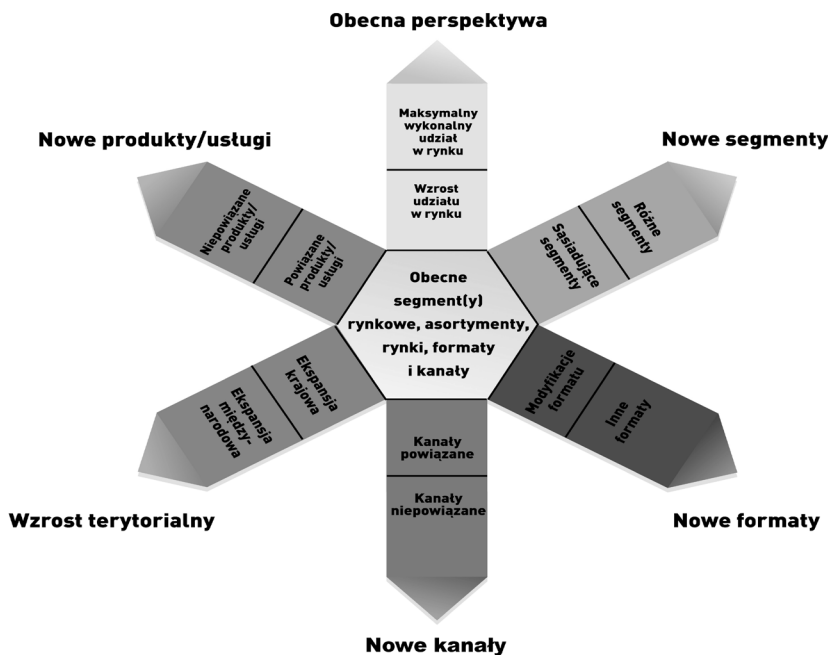 Obecna perspektywa
Maksymalny
wykonalny
udział
w rynku
Wzrost
udziału
w rynku
Nowe produkty/usługi
Niepowiązane
produkty/
usługi
Powiązane
produkty/
usługi
Nowe segmenty
Sąsiadujące
segmenty
Różne
segmenty
Obecne
segment(y)
rynkowe, asortymenty,
rynki, formaty
i kanały
Wzrost terytorialny
Ekspansja
między-
narodowa
Ekspansja
krajowa
Kanały
powiązane
Kanały
niepowiązane
Nowe kanały
Modyfikacje
formatu
Inne
formaty
Nowe formaty